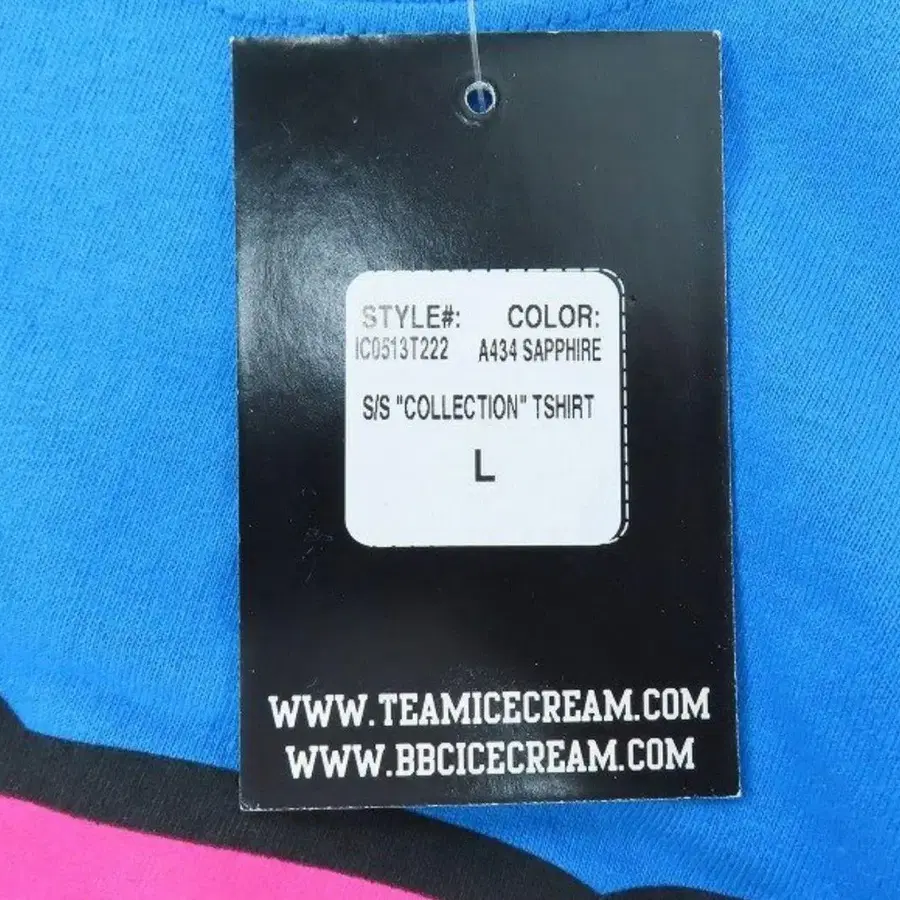 STYLE#: COLOR:
IC0513T222 A434 SAPPHIRE
S/S "COLLECTION" TSHIRT
L
WWW.TEAMICECREAM.COM
WWW.BBCICECREAM.COM